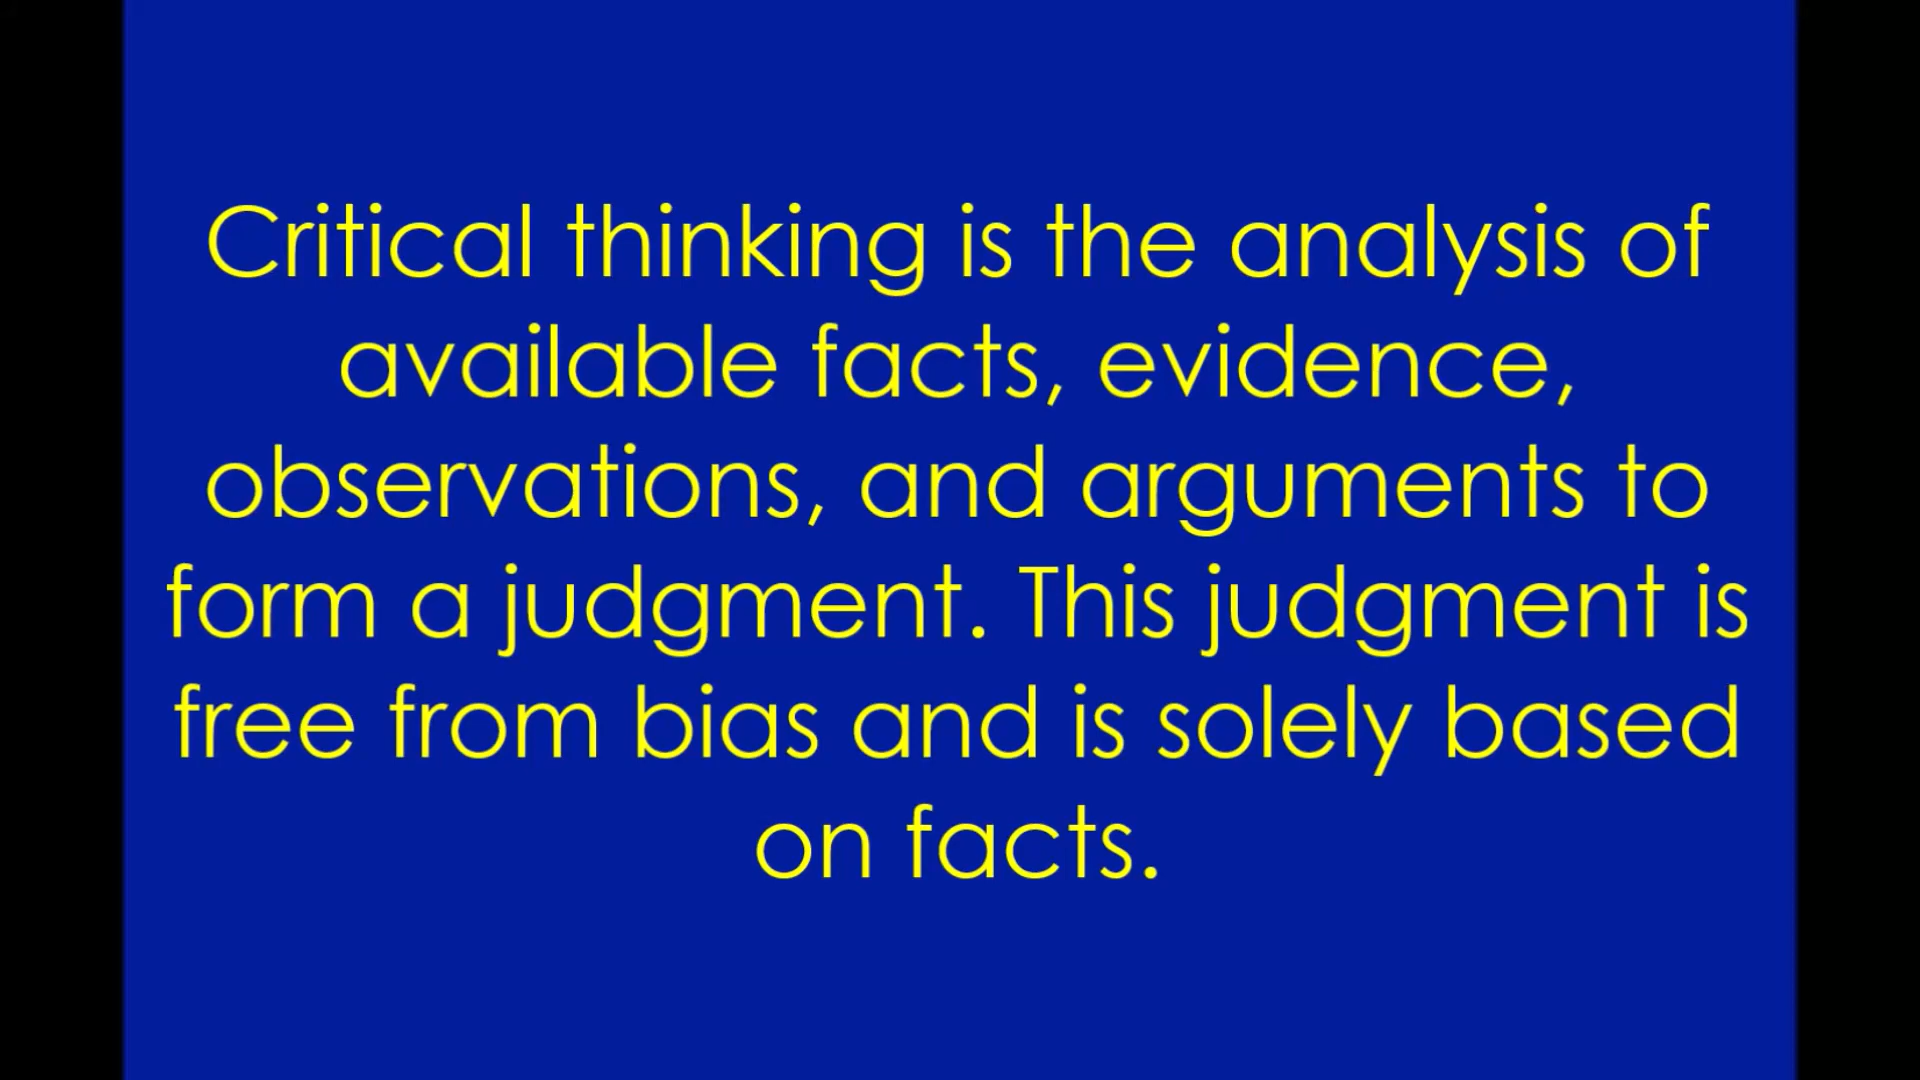 Critical thinking is the analysis of
available facts, evidence,
observations, and arguments to
form a judgment. This judgment is
free from bias and is solely based
on facts.